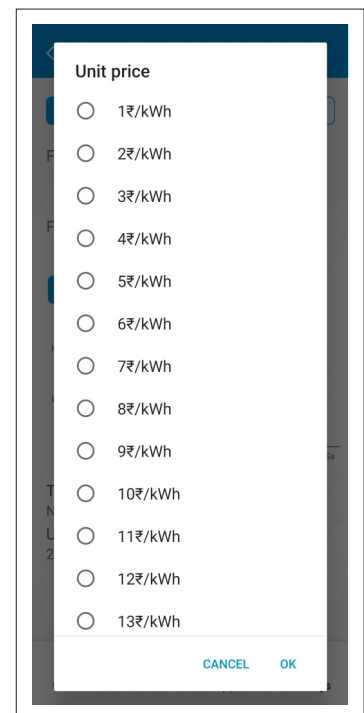 Unit price
1₹/kWh
2₹/kWh
3₹/kWh
4₹/kWh
5₹/kWh
6₹/kWh
7₹/kWh
8₹/kWh
9₹/kWh
10₹/kWh
11₹/kWh
12₹/kWh
13₹/kWh
CANCEL OK